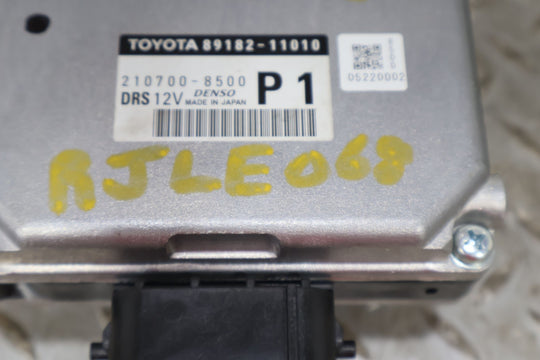 TOYOTA 89182-11010
210700-8500
DENSO
DRS 12V MADE IN JAPAN
P1
05220002
RJLE068